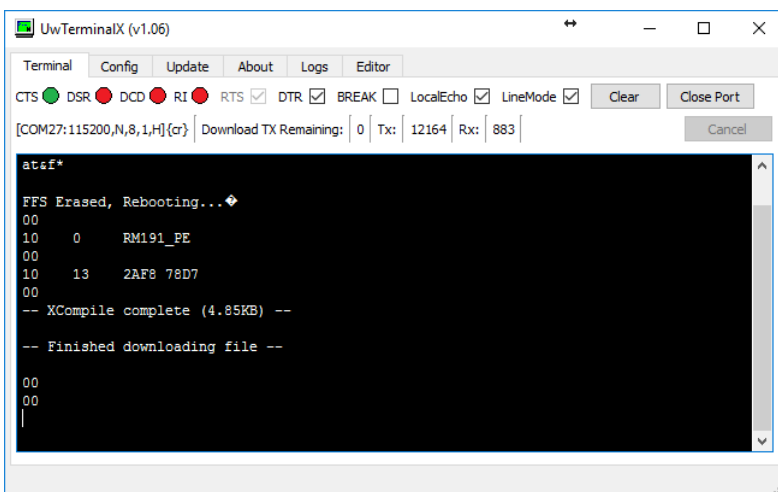 UwTerminalX (v1.06)
Terminal Config Update About Logs Editor
CTS DSR DCD RI RTS DTR BREAK LocalEcho LineMode Clear Close Port
[COM27:115200,N,8,1,H]{cr} Download TX Remaining: 0 Tx: 12164 Rx: 883 Cancel
at&f*
FFS Erased, Rebooting...�
00
10 0 RM191_PE
00
10 13 2AF8 78D7
00
-- XCompile complete (4.85KB) --
-- Finished downloading file --
00
00